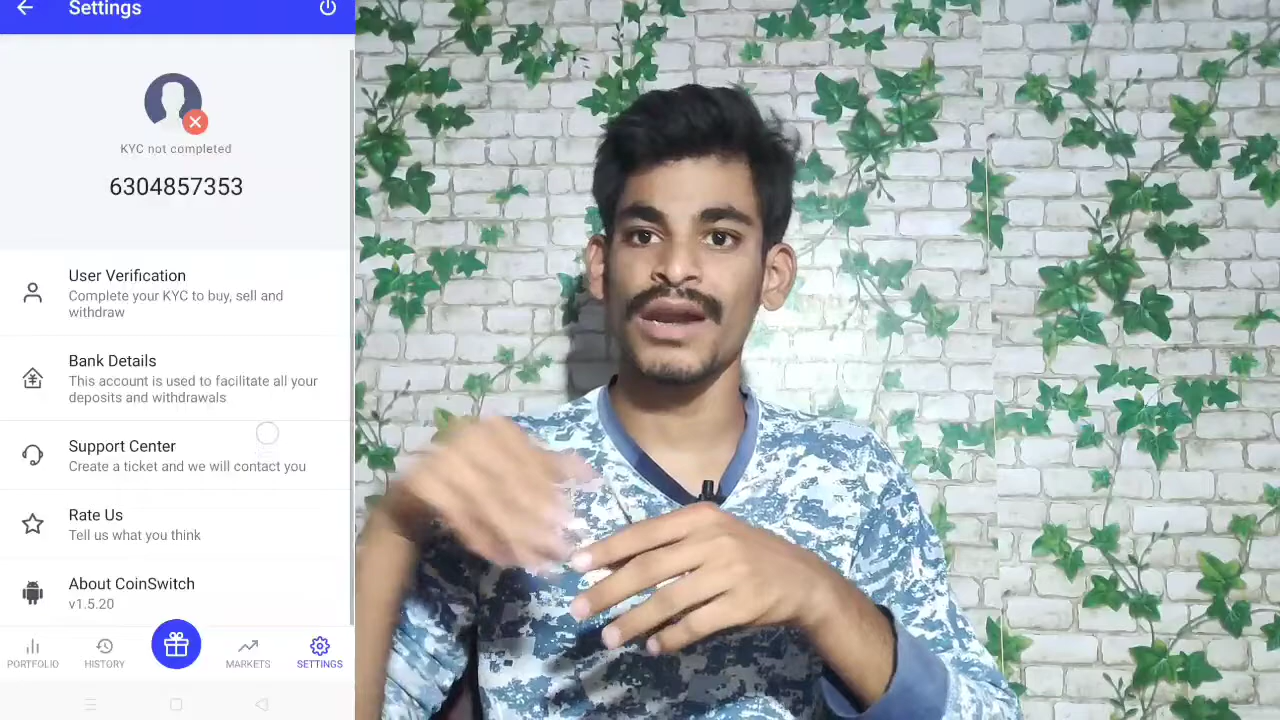 Settings
KYC not completed
6304857353
User Verification
Complete your KYC to buy, sell and
withdraw
Bank Details
This account is used to facilitate all your
deposits and withdrawals
Support Center
Create a ticket and we will contact you
Rate Us
Tell us what you think
About CoinSwitch
v1.5.20
PORTFOLIO
HISTORY
MARKETS
SETTINGS